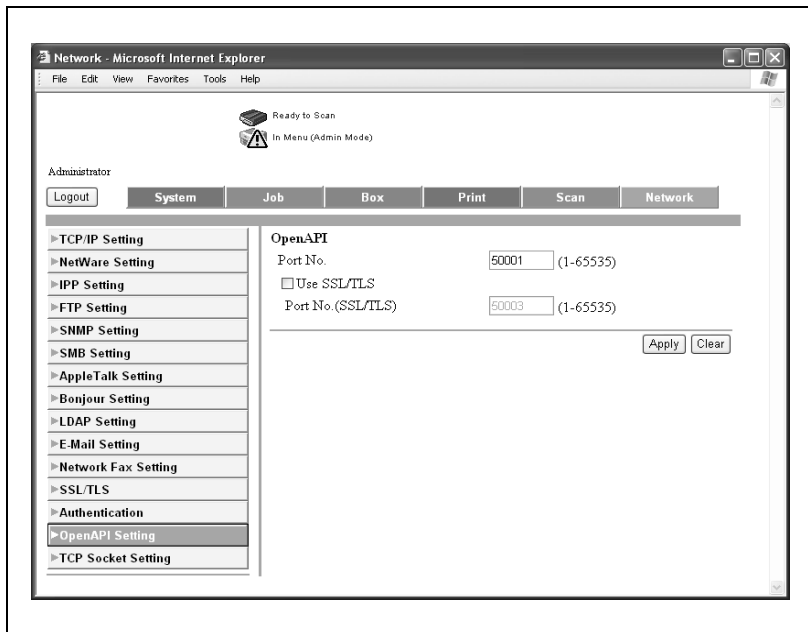 Network - Microsoft Internet Explorer
File Edit View Favorites Tools Help
Ready to Scan
In Menu (Admin Mode)
Administrator
Logout System Job Box Print Scan Network
TCP/IP Setting
NetWare Setting
IPP Setting
FTP Setting
SNMP Setting
SMB Setting
AppleTalk Setting
Bonjour Setting
LDAP Setting
E-Mail Setting
Network Fax Setting
SSL/TLS
Authentication
OpenAPI Setting
TCP Socket Setting
OpenAPI
Port No. 50001 (1-65535)
Use SSL/TLS
Port No.(SSL/TLS) 50003 (1-65535)
Apply Clear